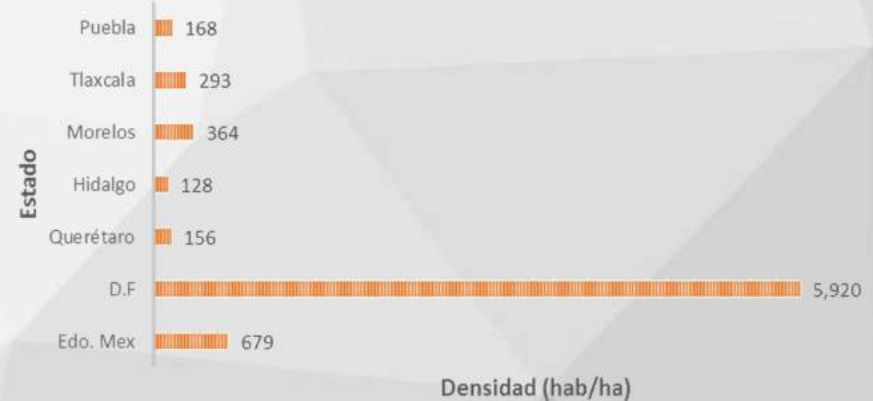 Puebla 168
Tlaxcala 293
Morelos 364
Estado
Hidalgo 128
Querétaro 156
D.F 5,920
Edo. Mex 679
Densidad (hab/ha)